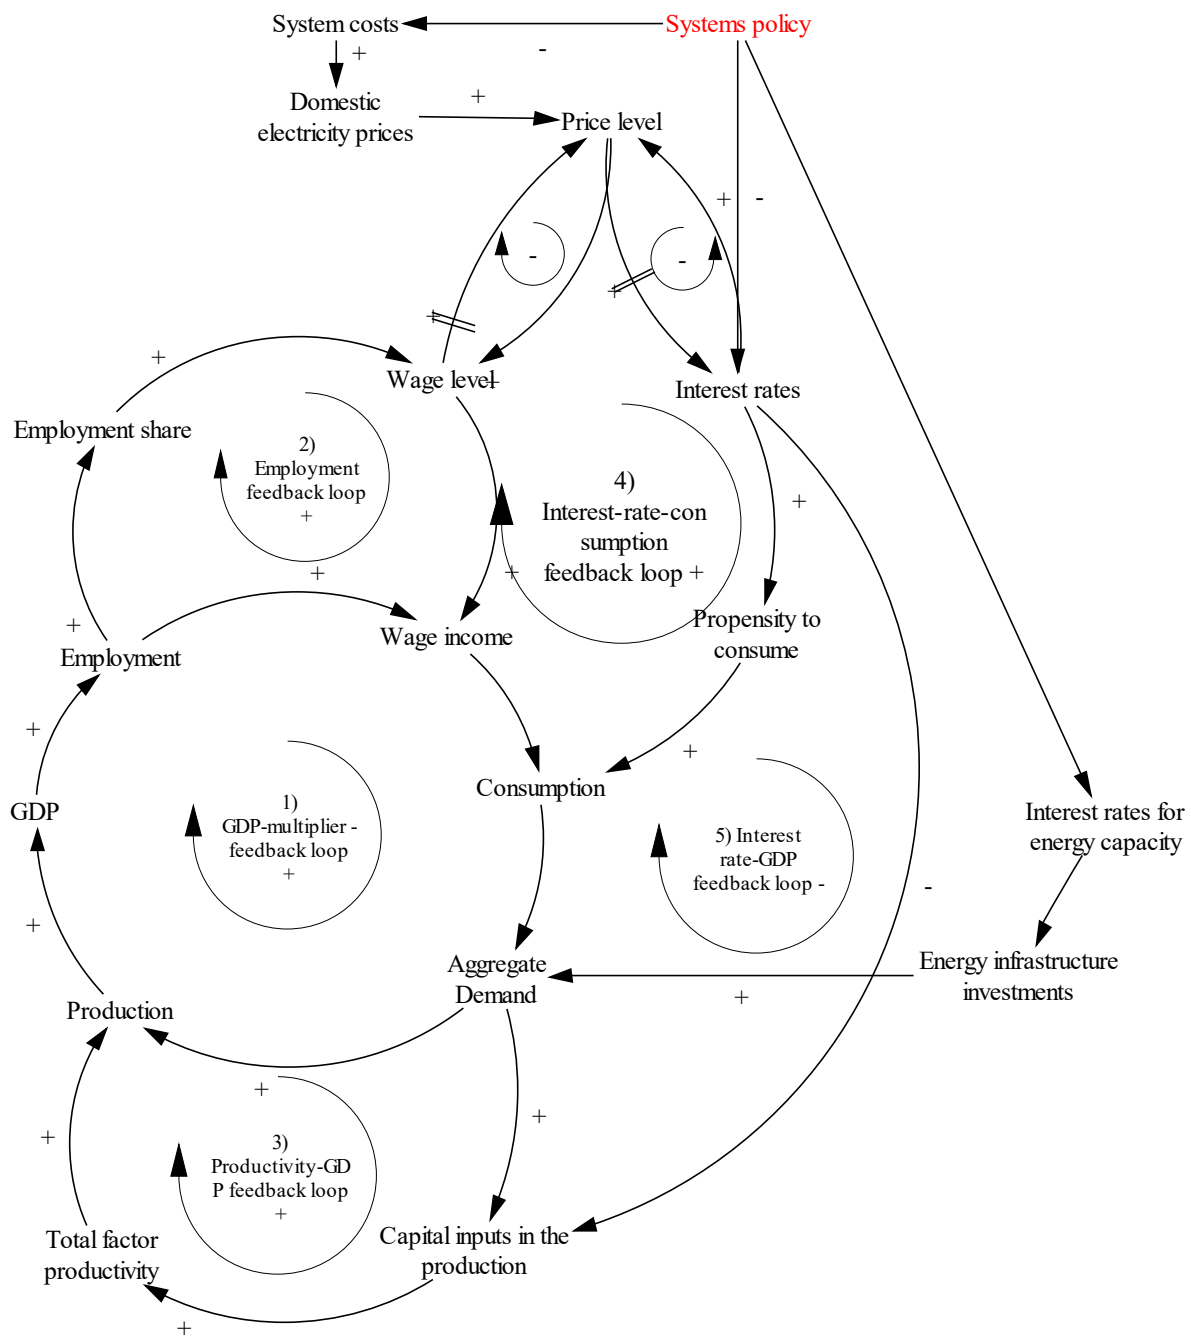 System costs
Systems policy
-
+
Domestic
electricity prices
+
Price level
+
-
-
-
+
+
+
Wage level
+
Interest rates
Employment share
2)
Employment
feedback loop
+
4)
Interest-rate-con
sumption
feedback loop +
+
+
+
+
Employment
Wage income
Propensity to
consume
+
+
GDP
Consumption
1)
GDP-multiplier -
feedback loop
+
5) Interest
rate-GDP
feedback loop -
Interest rates for
energy capacity
-
+
Aggregate
Demand
Energy infrastructure
investments
+
Production
+
+
+
3)
Productivity-GD
P feedback loop
+
Total factor
productivity
Capital inputs in the
production
+